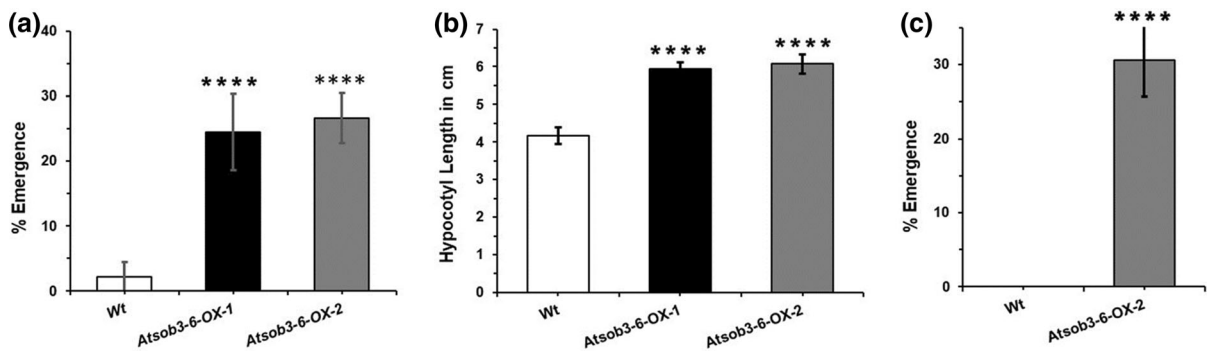 (a)
% Emergence
40
30
20
10
0
****
****
Wt
Atsob3-6-OX-1
Atsob3-6-OX-2
(b)
Hypocotyl Length in cm
7
6
5
4
3
2
1
0
****
****
Wt
Atsob3-6-OX-1
Atsob3-6-OX-2
(c)
% Emergence
30
20
10
0
****
Wt
Atsob3-6-OX-2